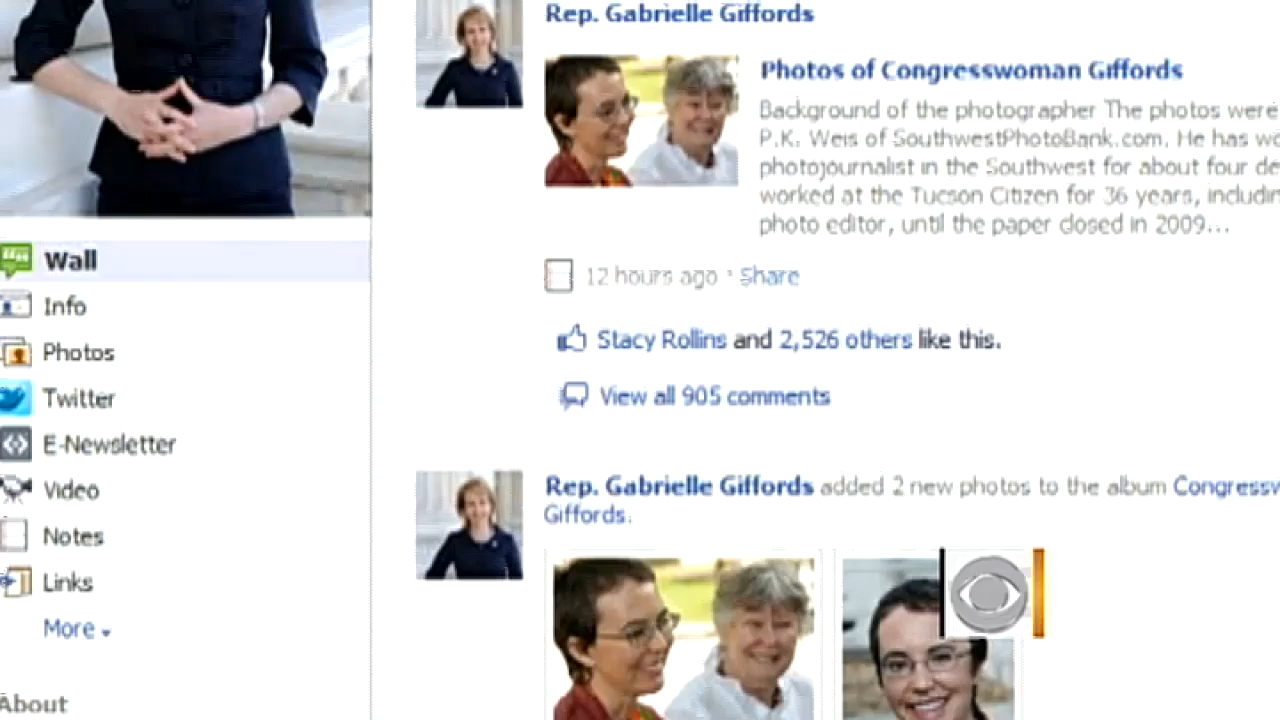 Rep. Gabrielle Giffords
Photos of Congresswoman Giffords
Background of the photographer The photos were
P.K. Weis of SouthwestPhotoBank.com. He has
photojournalist in the Southwest for about four
worked at the Tucson Citizen for 36 years,
photo editor, until the paper closed in 2009...
12 hours ago · Share
Stacy Rollins and 2,526 others like this.
View all 905 comments
Rep. Gabrielle Giffords added 2 new photos to the album
Giffords.
Wall
Info
Photos
Twitter
E-Newsletter
Video
Notes
Links
More
About